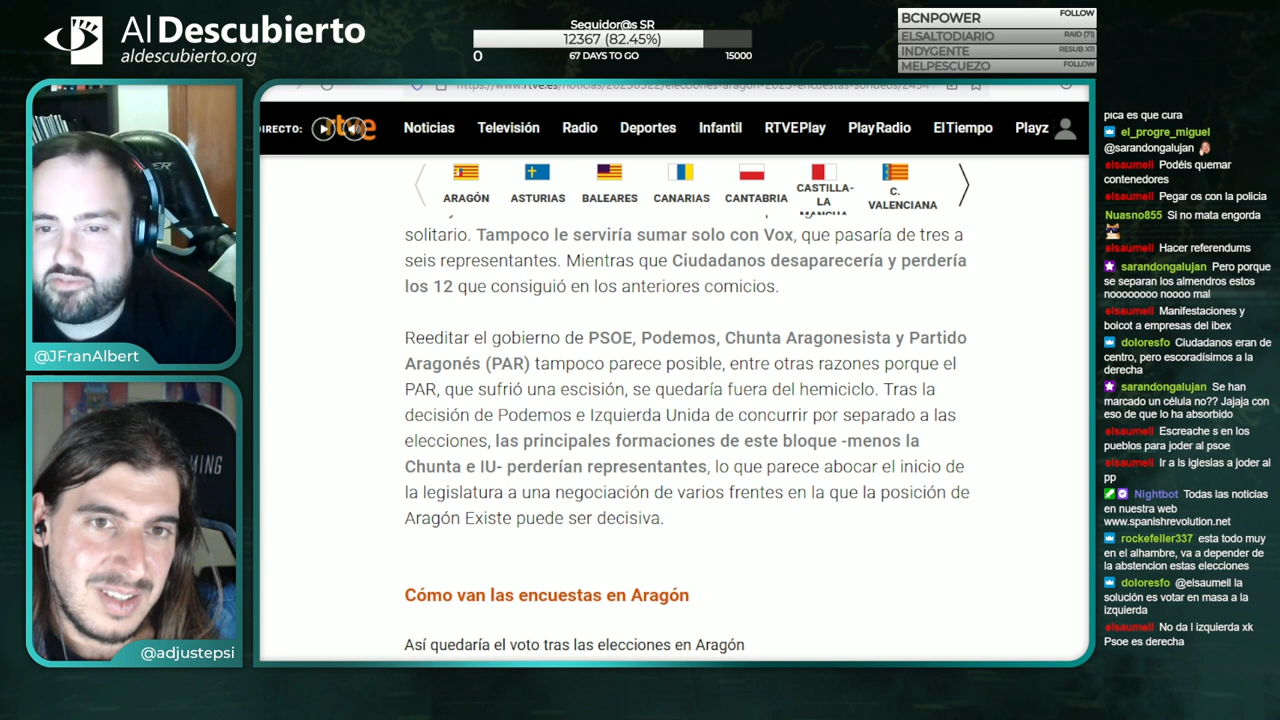 Al Descubierto
aldescubierto.org
Seguidor@s SR
12367 (82.45%)
0
67 DAYS TO GO
15000
BCNPOWER FOLLOW
ELSALTODIARIO RAID (71)
INDYGENTE RESUB X11
MELPESCUEZO FOLLOW
@JFranAlbert
GAMING
@adjustepsi
DIRECTO:
rtve
Noticias
Televisión
Radio
Deportes
Infantil
RTVEPlay
PlayRadio
ElTiempo
Playz
ARAGÓN
ASTURIAS
BALEARES
CANARIAS
CANTABRIA
CASTILLA-
LA
MANCHA
C.
VALENCIANA
solitario. Tampoco le serviría sumar solo con Vox, que pasaría de tres a
seis representantes. Mientras que Ciudadanos desaparecería y perdería
los 12 que consiguió en los anteriores comicios.
Reeditar el gobierno de PSOE, Podemos, Chunta Aragonesista y Partido
Aragonés (PAR) tampoco parece posible, entre otras razones porque el
PAR, que sufrió una escisión, se quedaría fuera del hemiciclo. Tras la
decisión de Podemos e Izquierda Unida de concurrir por separado a las
elecciones, las principales formaciones de este bloque -menos la
Chunta e IU- perderían representantes, lo que parece abocar el inicio de
la legislatura a una negociación de varios frentes en la que la posición de
Aragón Existe puede ser decisiva.
Cómo van las encuestas en Aragón
Así quedaría el voto tras las elecciones en Aragón
pica es que cura
el_progre_miguel
@sarandongalujan
elsaumell Podéis quemar
contenedores
elsaumell Pegar os con la policia
Nuasno855 Si no mata engorda
elsaumell Hacer referendums
sarandongalujan Pero porque
se separan los almendros estos
nooooooo noooo mal
elsaumell Manifestaciones y
boicot a empresas del ibex
doloresfo Ciudadanos eran de
centro, pero escoradísimos a la
derecha
sarandongalujan Se han
marcado un célula no?? Jajaja con
eso de que lo ha absorbido
elsaumell Escreache s en los
pueblos para joder al psoe
elsaumell Ir a ls iglesias a joder al
pp
Nightbot Todas las noticias
en nuestra web
www.spanishrevolution.net
rockefeller337 esta todo muy
en el alhambre, va a depender de
la abstencion estas elecciones
doloresfo @elsaumell la
solución es votar en masa a la
izquierda
elsaumell No da l izquierda xk
Psoe es derecha